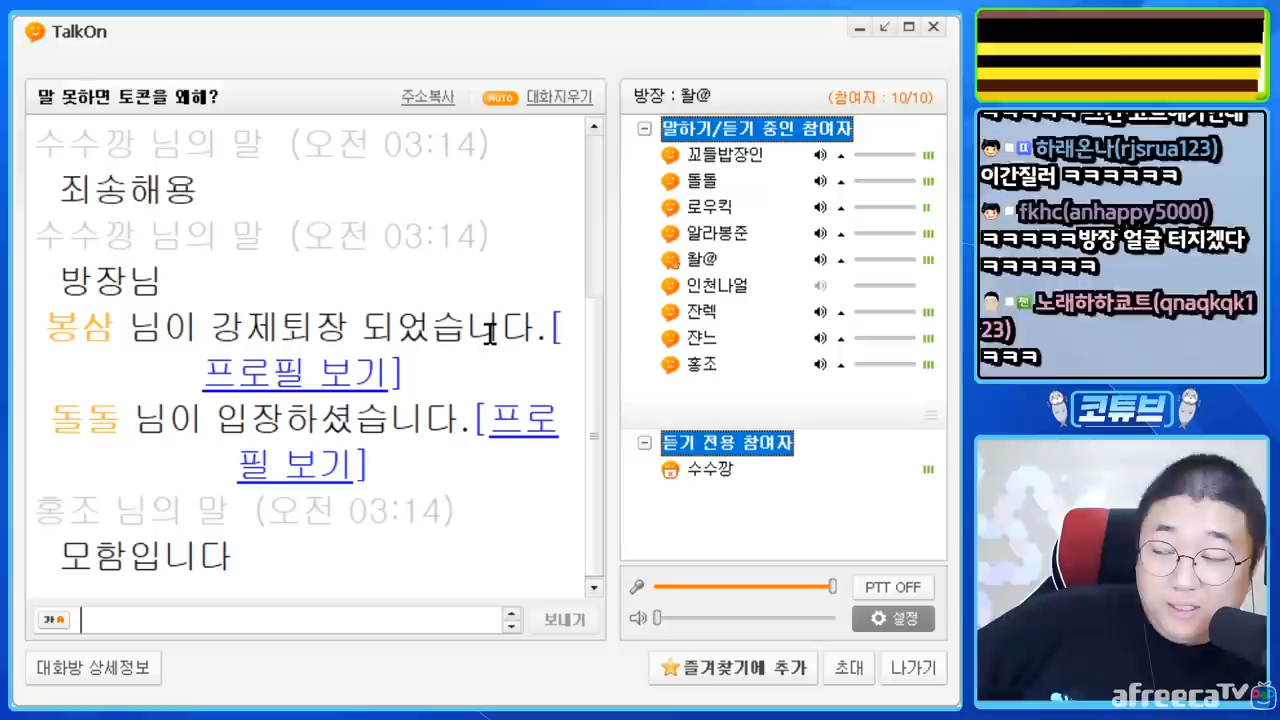 TalkOn
말 못하면 토콘을 왜해?
주소복사
AUTO
대화지우기
수수깡 님의 말 (오전 03:14)
죄송해용
수수깡 님의 말 (오전 03:14)
방장님
봉삼 님이 강제퇴장 되었습니다.[
프로필 보기]
돌돌 님이 입장하셨습니다.[프로
필 보기]
홍조 님의 말 (오전 03:14)
모함입니다
보내기
대화방 상세정보
방장 : 촬@
(참여자 : 10/10)
말하기/듣기 중인 참여자
꼬들밥장인
돌돌
로우킥
알라봉준
촬@
인천나얼
잔렉
쟌느
홍조
듣기 전용 참여자
수수깡
PTT OFF
설정
즐겨찾기에 추가
초대
나가기
하래온나(rjsrua123)
이간질러 ㅋㅋㅋㅋㅋㅋ
fkhc(anhappy5000)
ㅋㅋㅋㅋㅋ방장 얼굴 터지겠다
ㅋㅋㅋㅋㅋㅋ
팬 노래하하쿄트(qnaqkqk1
23)
ㅋㅋㅋ
코튜브
afreecaTV